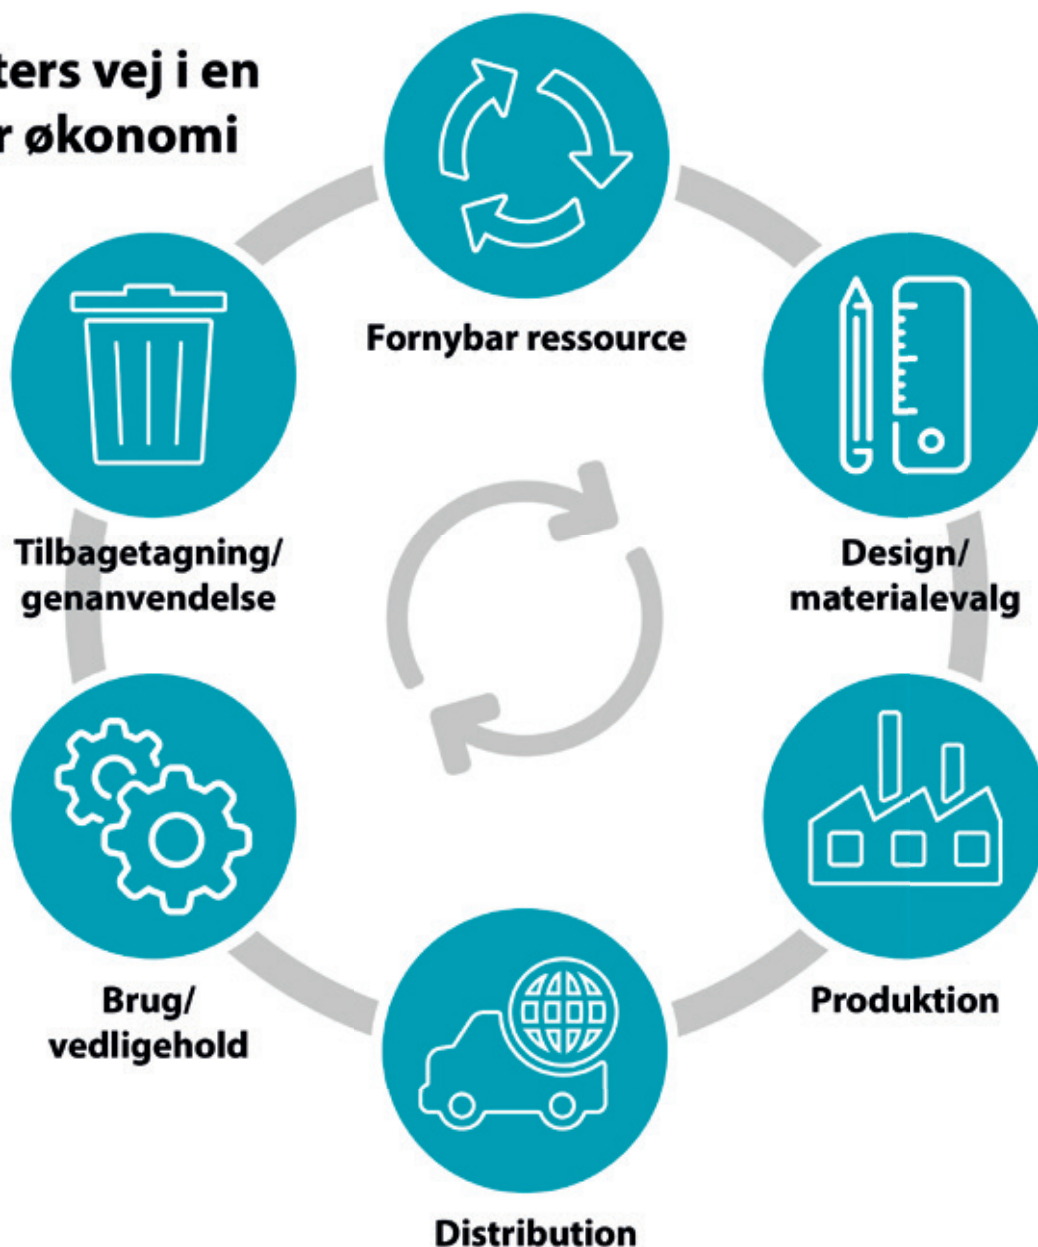 ters vej i en
r økonomi
Fornybar ressource
Design/
materialevalg
Produktion
Distribution
Brug/
vedligehold
Tilbagetagning/
genanvendelse